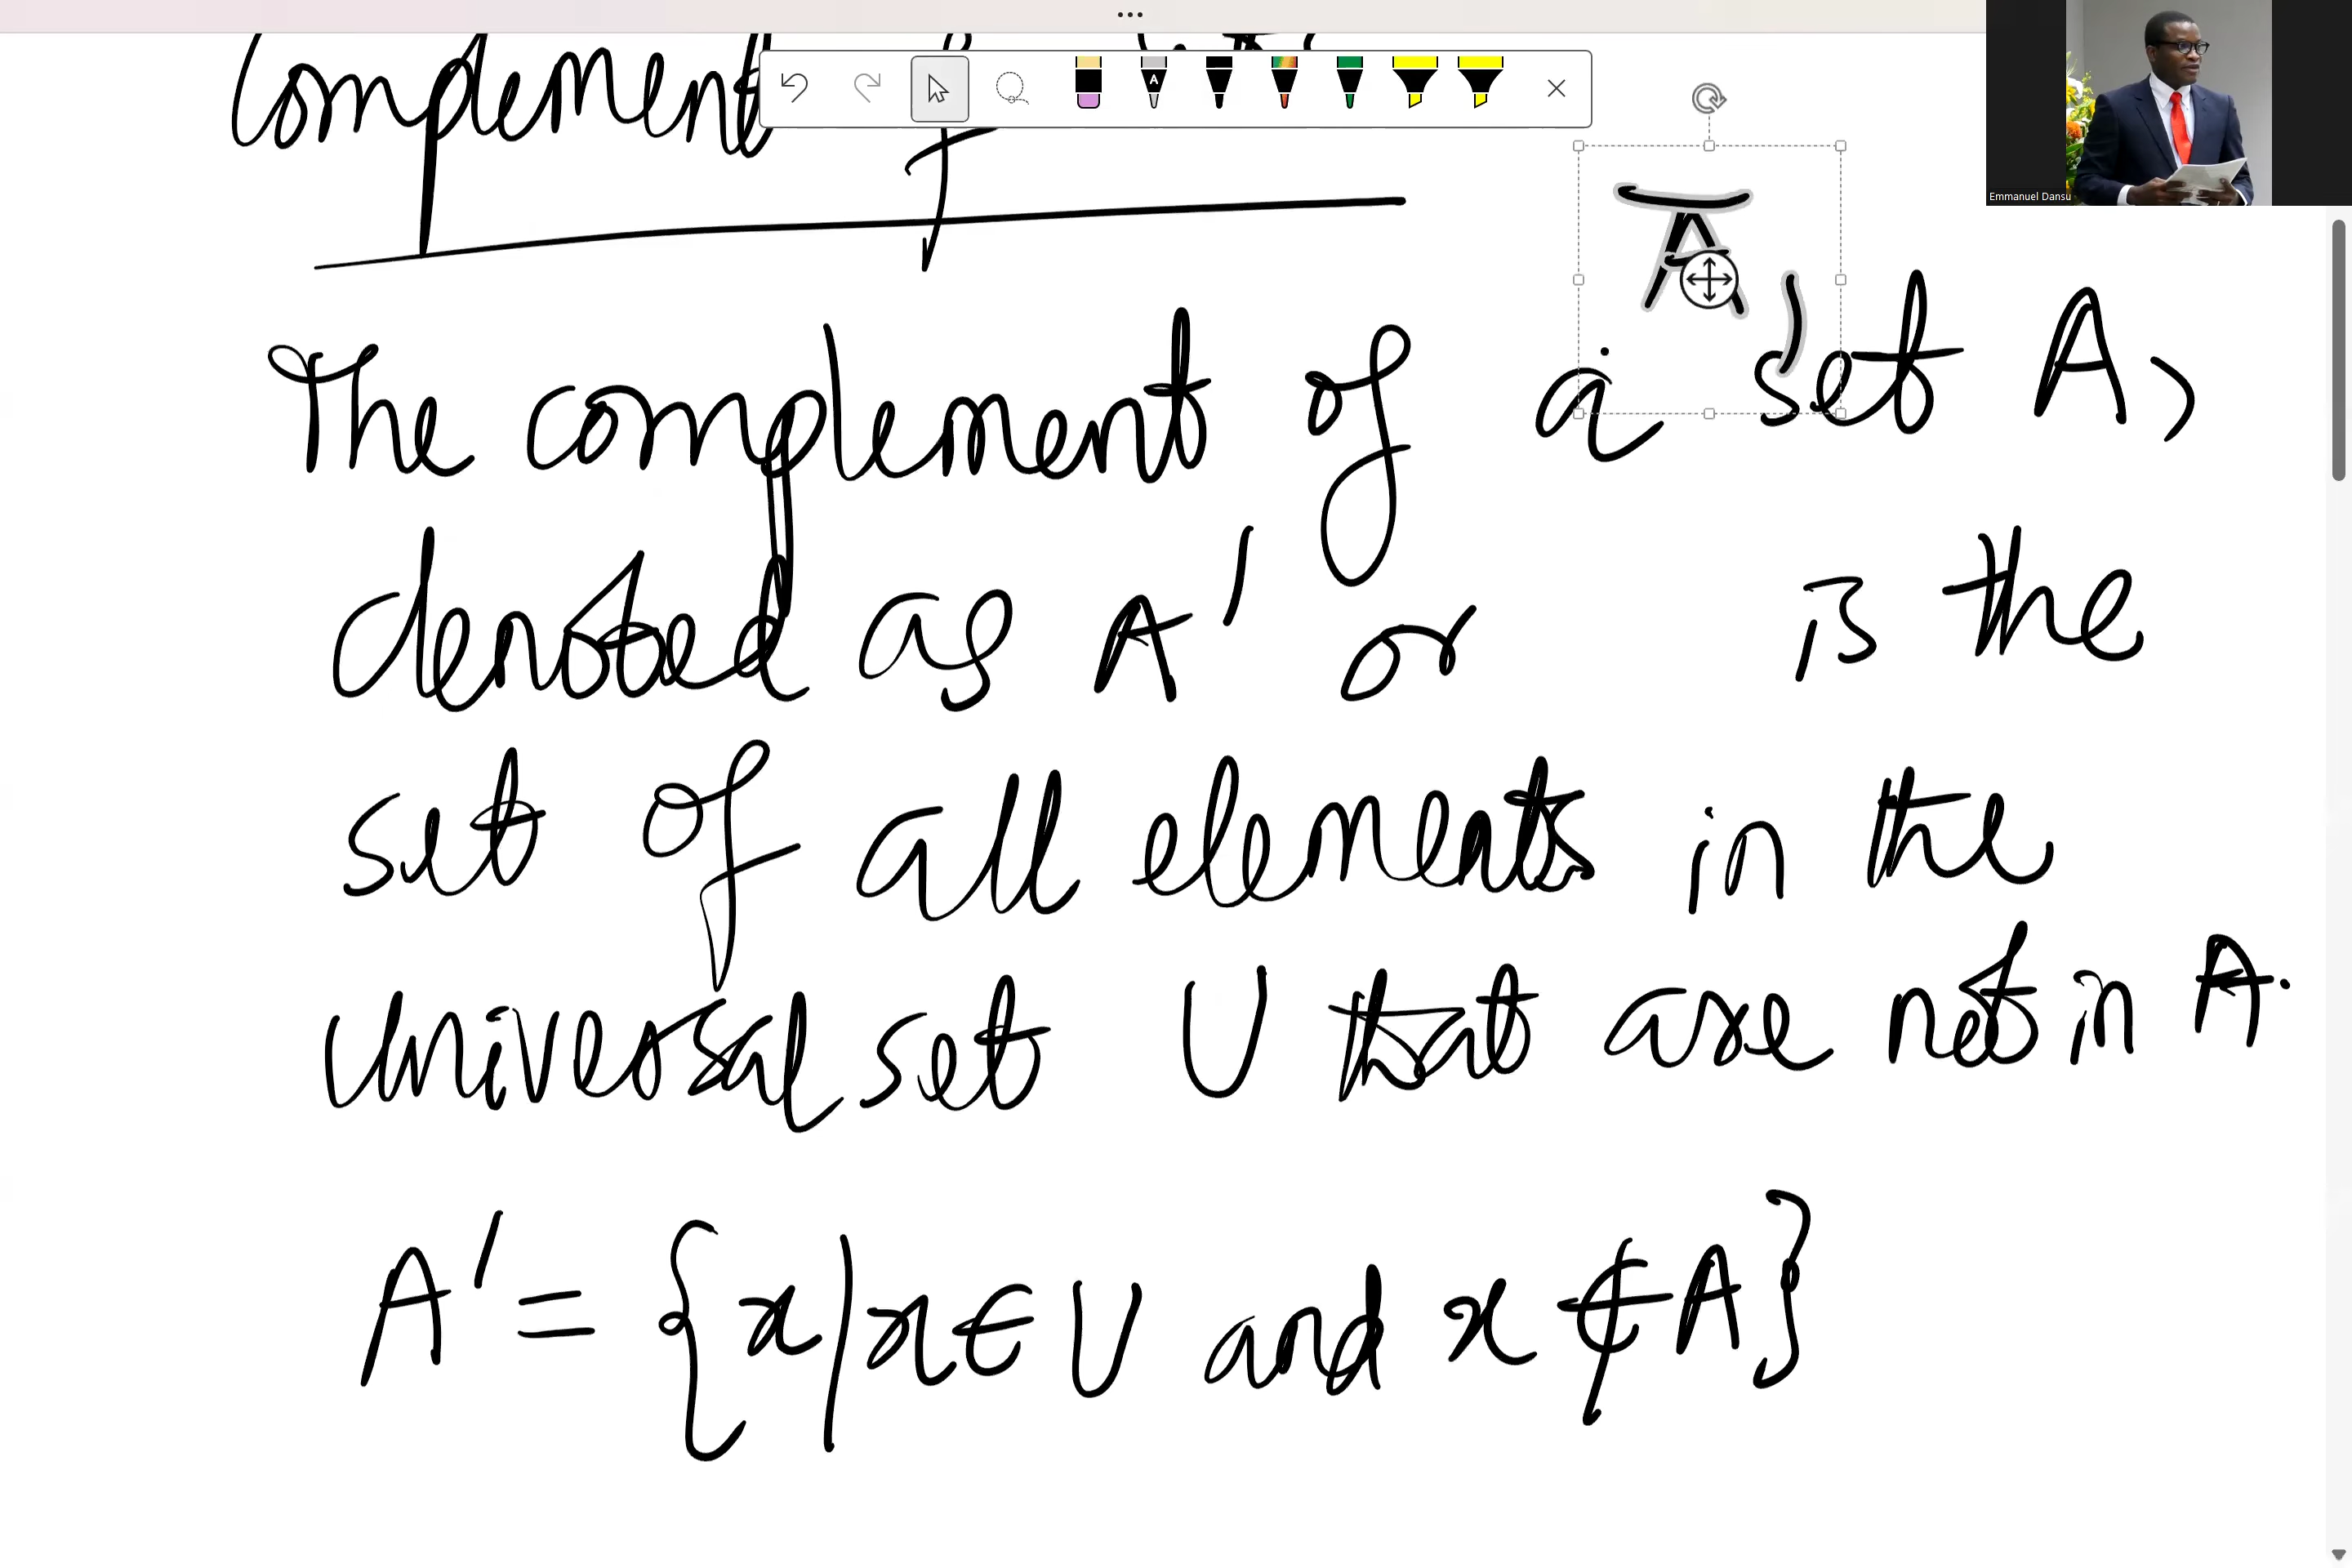 Complement of
Emmanuel Dansu
The complement of a set A,
denoted as A' or Ā, is the
set of all elements in the
universal set U that are not in A.
A' = {x | x ∈ U and x ∉ A}